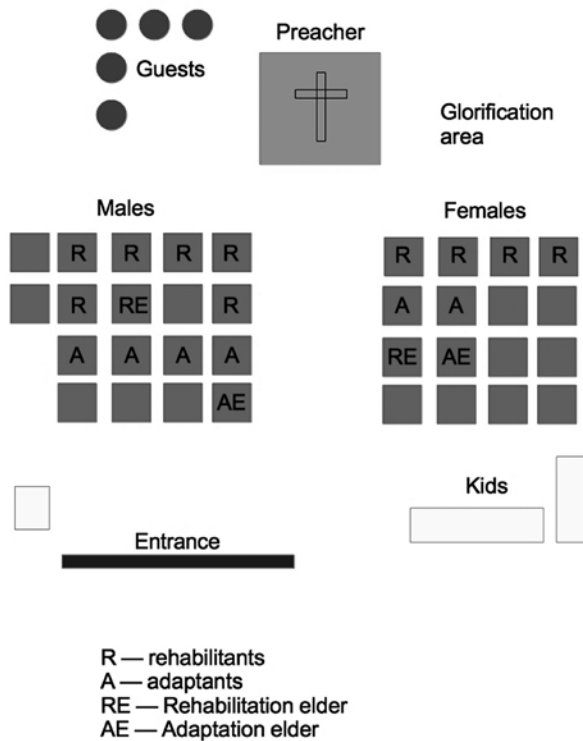 Preacher
Guests
Glorification
area
Males
Females
R R R R
R R R R
R RE R
A A
A A A A
RE AE
AE
Kids
Entrance
R — rehabilitants
A — adaptants
RE — Rehabilitation elder
AE — Adaptation elder